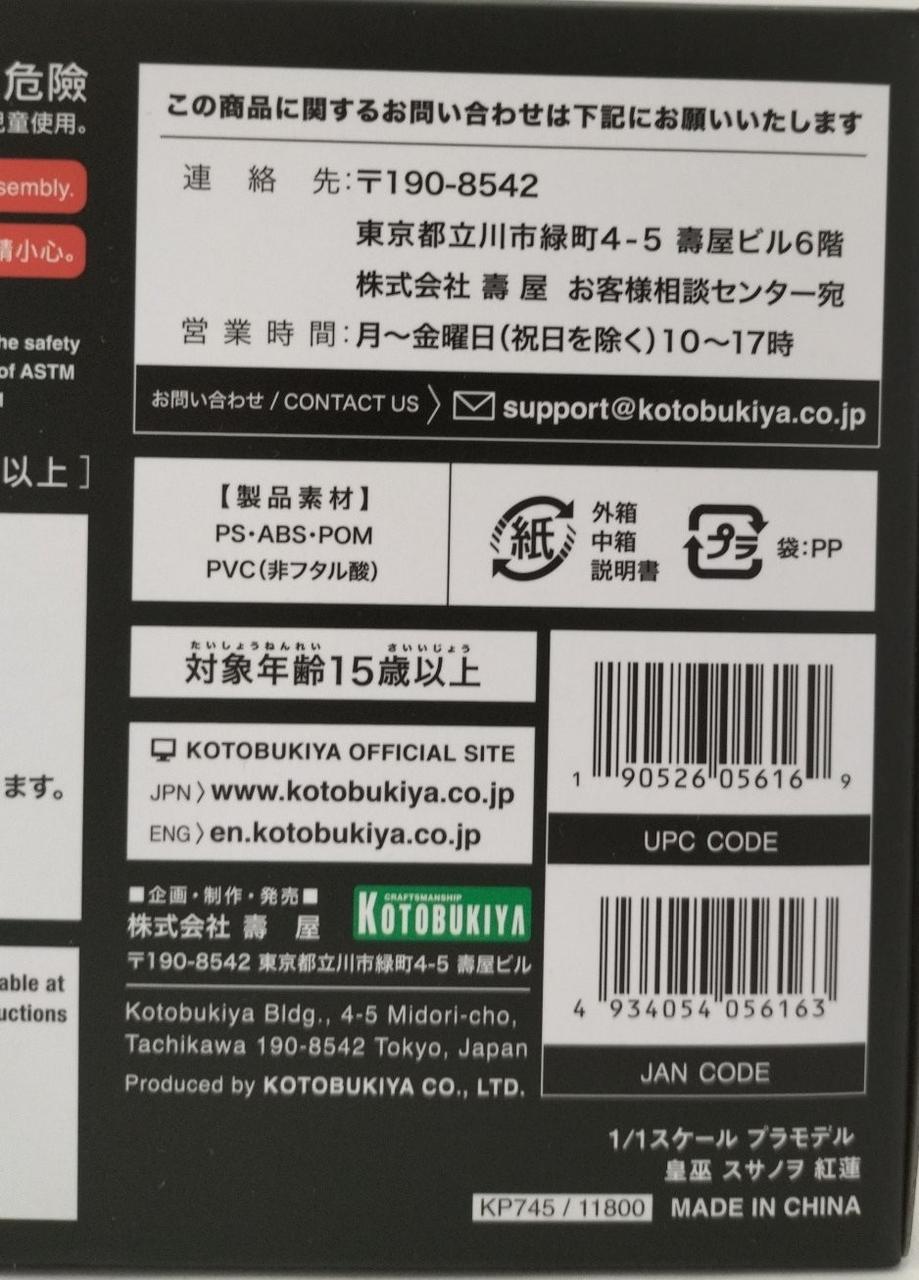 危險
童使用。
sembly.
請小心。
he safety
of ASTM
以上］
ます。
able at
uctions
この商品に関するお問い合わせは下記にお願いいたします
連絡先：〒190-8542
東京都立川市緑町4-5 壽屋ビル6階
株式会社 壽屋 お客様相談センター宛
営業時間：月～金曜日（祝日を除く）10～17時
お問い合わせ / CONTACT US 〉 support@kotobukiya.co.jp
【製品素材】
PS・ABS・POM
PVC（非フタル酸）
紙
外箱
中箱
説明書
プラ
袋：PP
たいしょうねんれい さいいじょう
対象年齢15歳以上
KOTOBUKIYA OFFICIAL SITE
JPN 〉www.kotobukiya.co.jp
ENG 〉en.kotobukiya.co.jp
■企画・制作・発売■
株式会社 壽 屋
CRAFTSMANSHIP
KOTOBUKIYA
〒190-8542 東京都立川市緑町4-5 壽屋ビル
Kotobukiya Bldg., 4-5 Midori-cho,
Tachikawa 190-8542 Tokyo, Japan
Produced by KOTOBUKIYA CO., LTD.
1 90526 05616 9
UPC CODE
4 934054 056163
JAN CODE
1/1スケール プラモデル
皇巫 スサノヲ 紅蓮
KP745 / 11800 MADE IN CHINA